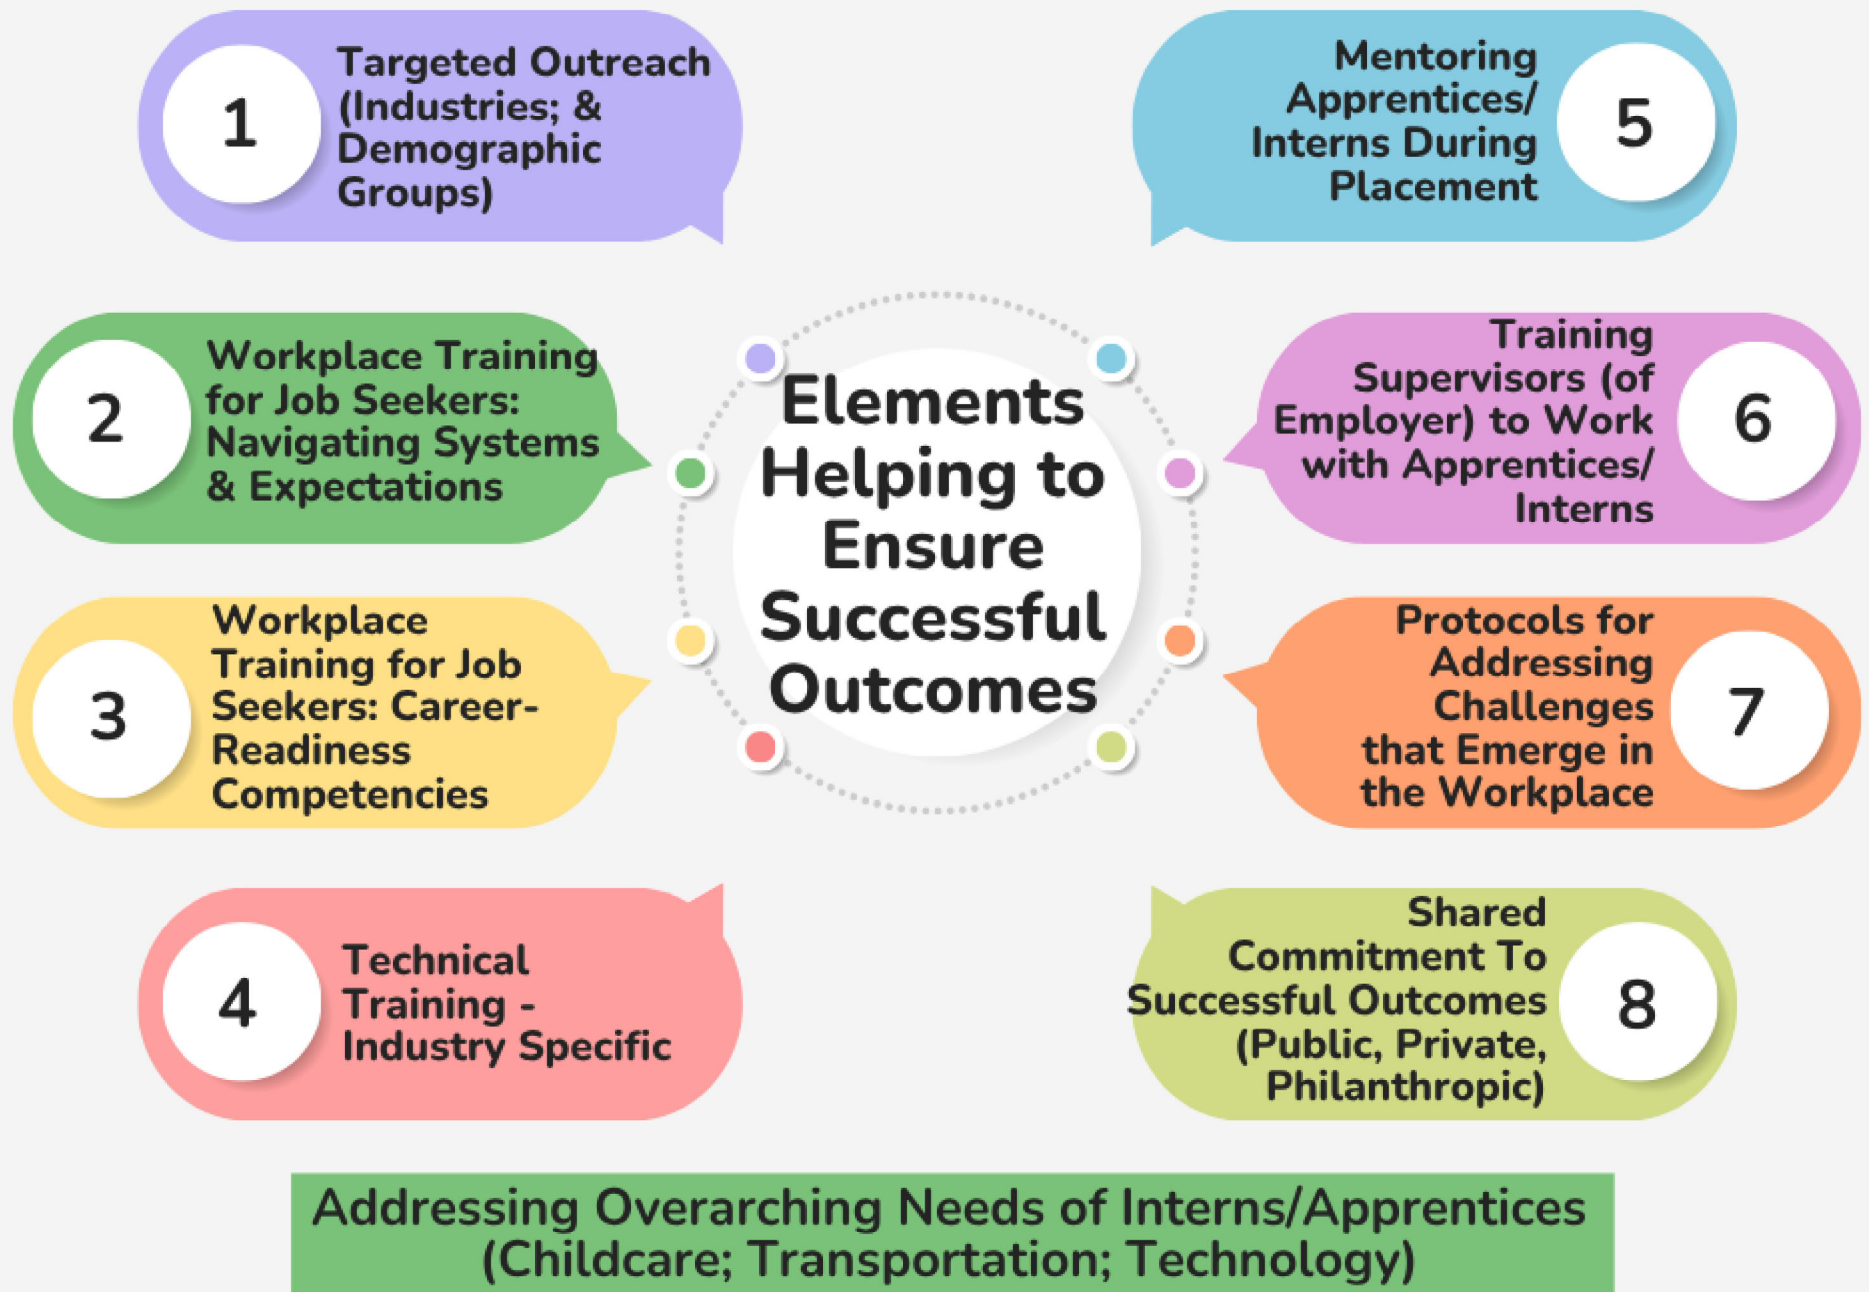 1
Targeted Outreach
(Industries; &
Demographic
Groups)
2
Workplace Training
for Job Seekers:
Navigating Systems
& Expectations
3
Workplace
Training for Job
Seekers: Career-
Readiness
Competencies
4
Technical
Training -
Industry Specific
Elements
Helping to
Ensure
Successful
Outcomes
Mentoring
Apprentices/
Interns During
Placement
5
Training
Supervisors (of
Employer) to Work
with Apprentices/
Interns
6
Protocols for
Addressing
Challenges
that Emerge in
the Workplace
7
Shared
Commitment To
Successful Outcomes
(Public, Private,
Philanthropic)
8
Addressing Overarching Needs of Interns/Apprentices
(Childcare; Transportation; Technology)